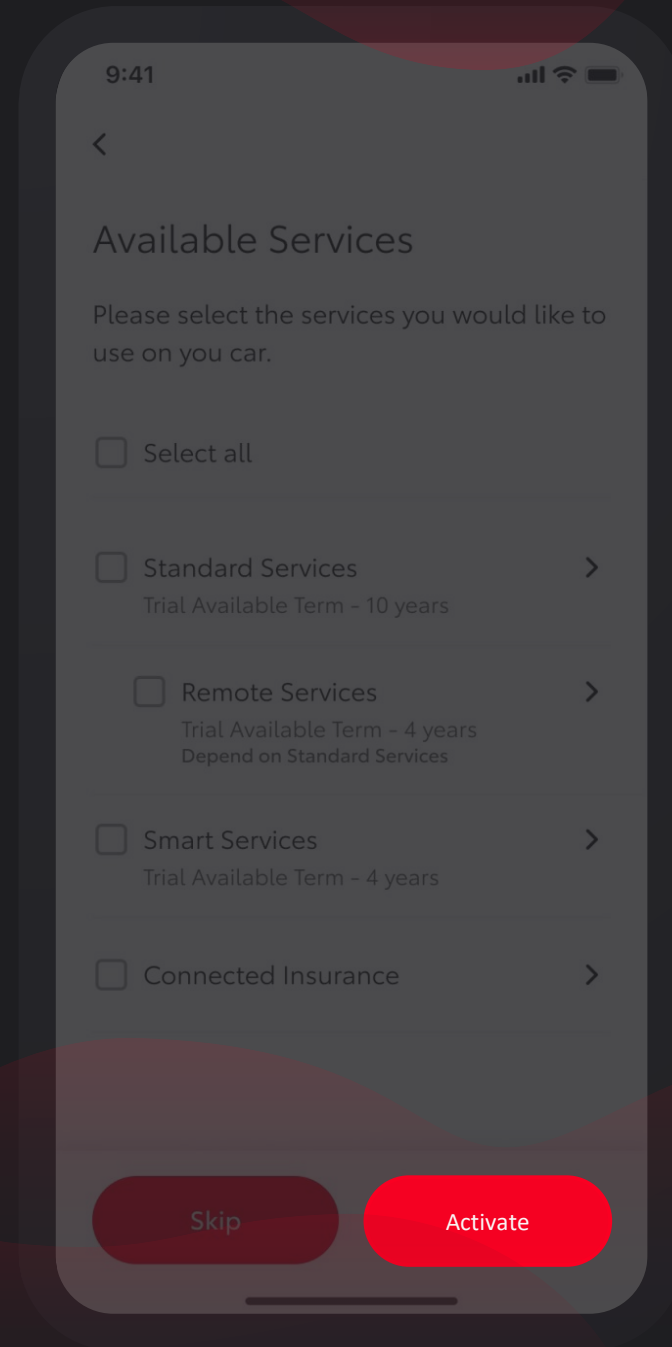 9:41
Available Services
Please select the services you would like to
use on you car.
Select all
Standard Services
Trial Available Term - 10 years
Remote Services
Trial Available Term - 4 years
Depend on Standard Services
Smart Services
Trial Available Term - 4 years
Connected Insurance
Skip
Activate